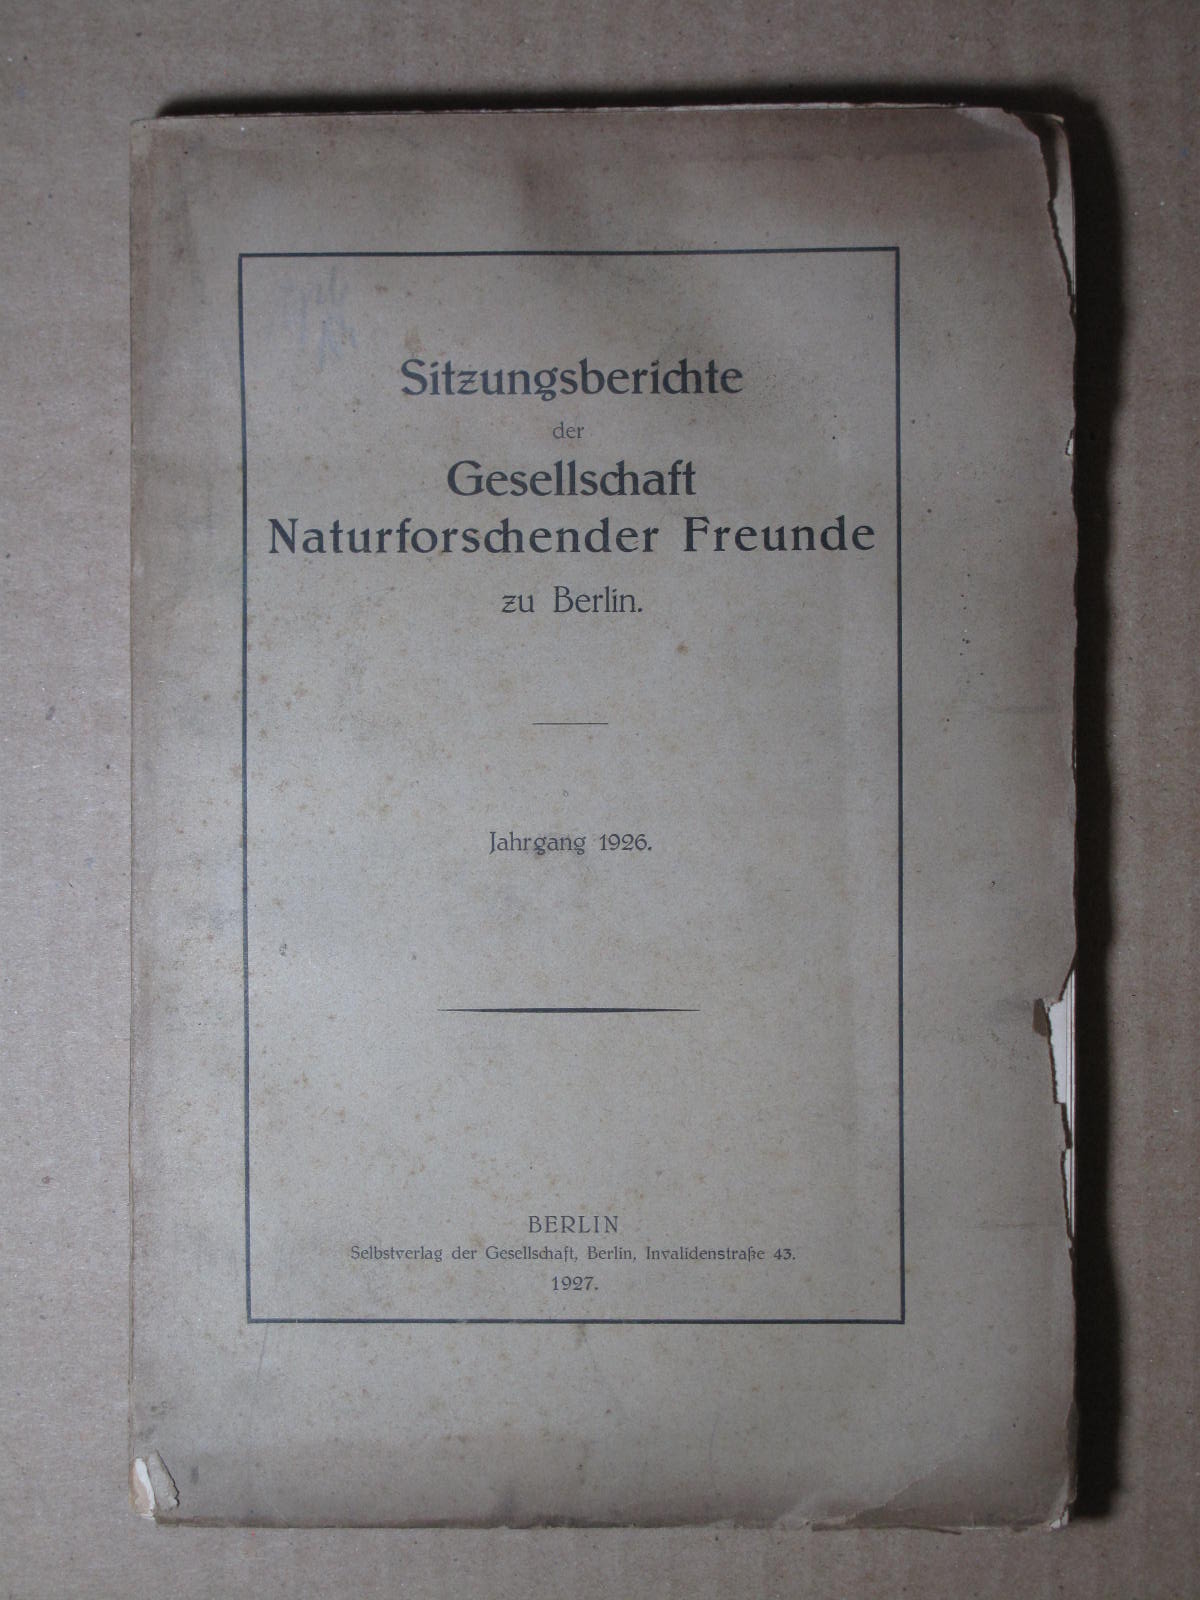 Sitzungsberichte
der
Gesellschaft
Naturforschender Freunde
zu Berlin.
Jahrgang 1926.
BERLIN
Selbstverlag der Gesellschaft, Berlin, Invalidenstraße 43.
1927.